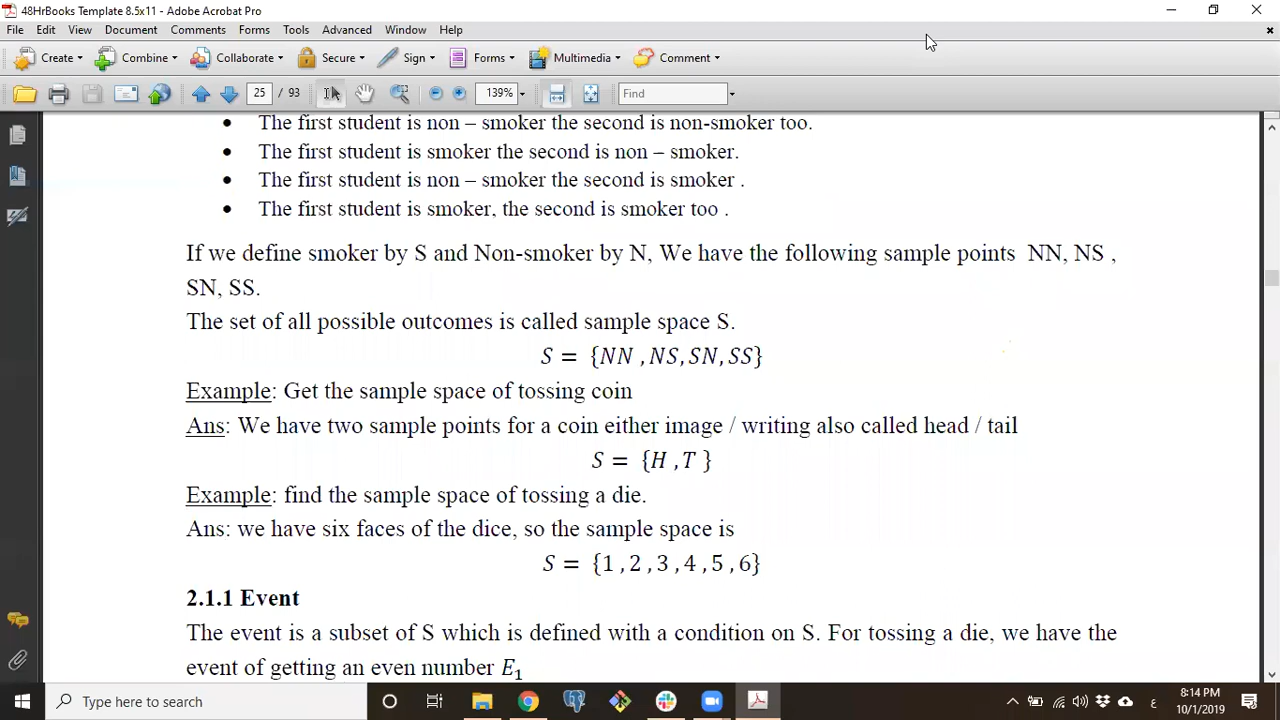 48HrBooks Template 8.5x11 - Adobe Acrobat Pro
File Edit View Document Comments Forms Tools Advanced Window Help
Create Combine Collaborate Secure Sign Forms Multimedia Comment
25 / 93 139% Find
• The first student is non – smoker the second is non-smoker too.
• The first student is smoker the second is non – smoker.
• The first student is non – smoker the second is smoker .
• The first student is smoker, the second is smoker too .
If we define smoker by S and Non-smoker by N, We have the following sample points NN, NS ,
SN, SS.
The set of all possible outcomes is called sample space S.
S = {NN ,NS,SN,SS}
Example: Get the sample space of tossing coin
Ans: We have two sample points for a coin either image / writing also called head / tail
S = {H ,T }
Example: find the sample space of tossing a die.
Ans: we have six faces of the dice, so the sample space is
S = {1 ,2 ,3 ,4 ,5 ,6}
2.1.1 Event
The event is a subset of S which is defined with a condition on S. For tossing a die, we have the
event of getting an even number E₁
Type here to search
ع
8:14 PM
10/1/2019